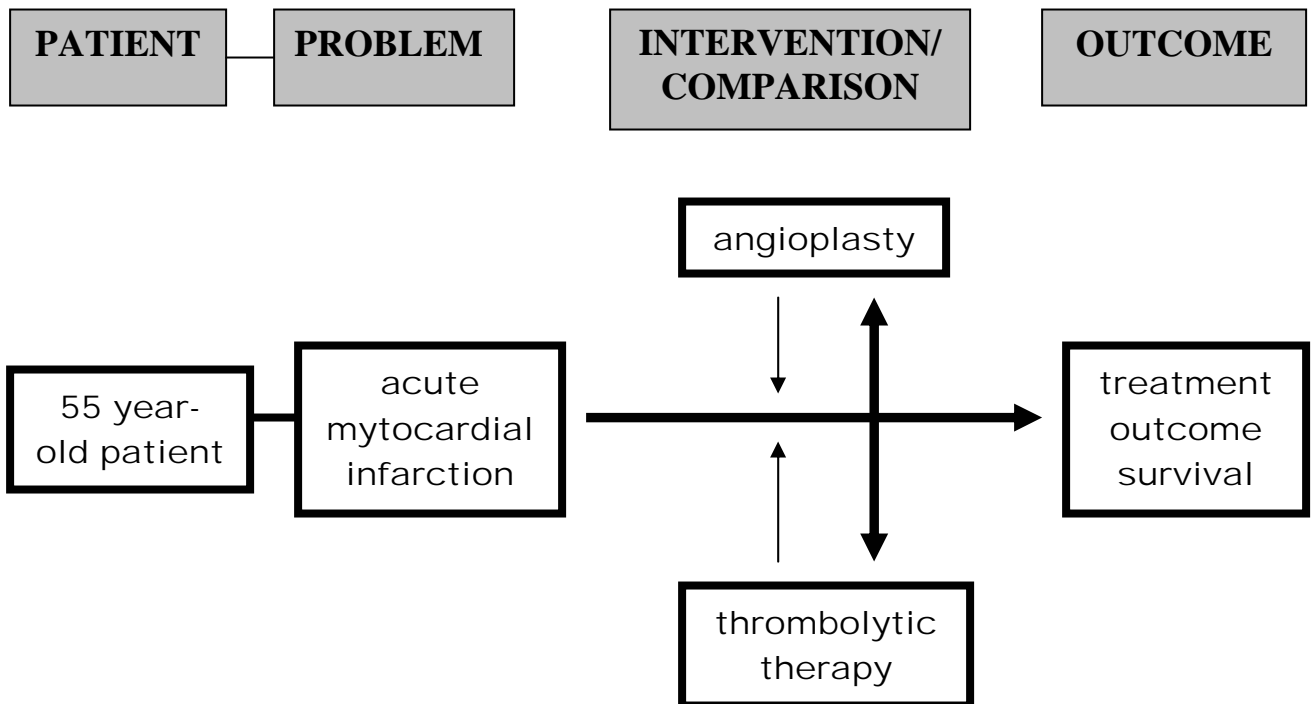 PATIENT
PROBLEM
INTERVENTION/
COMPARISON
OUTCOME
angioplasty
55 year-
old patient
acute
mytocardial
infarction
treatment
outcome
survival
thrombolytic
therapy